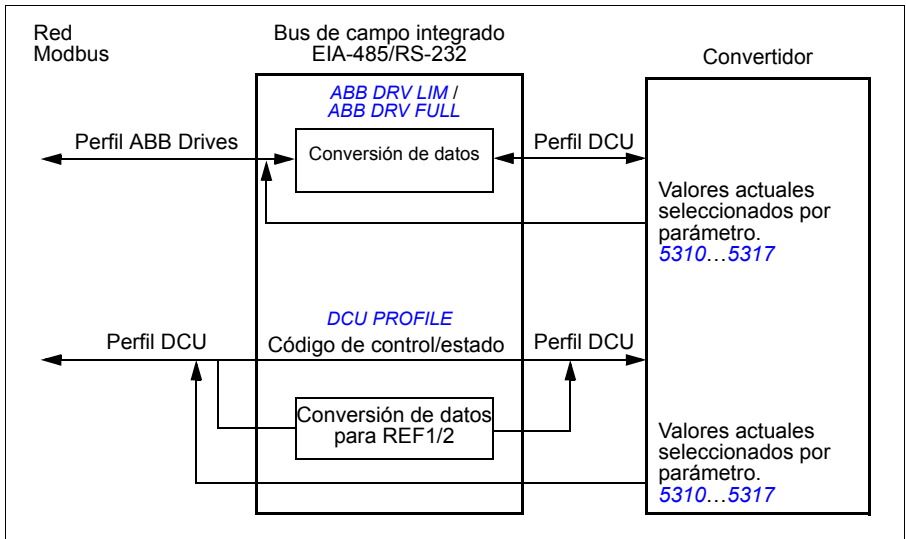 Red
Modbus
Bus de campo integrado
EIA-485/RS-232
Convertidor
ABB DRV LIM /
ABB DRV FULL
Perfil ABB Drives
Conversión de datos
Perfil DCU
Valores actuales
seleccionados por
parámetro.
5310…5317
DCU PROFILE
Perfil DCU
Código de control/estado
Perfil DCU
Conversión de datos
para REF1/2
Valores actuales
seleccionados por
parámetro.
5310…5317